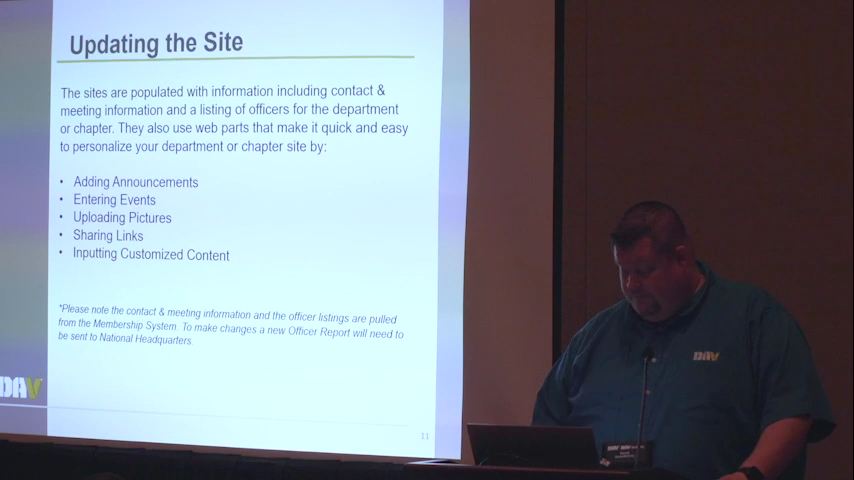 Updating the Site
The sites are populated with information including contact &
meeting information and a listing of officers for the department
or chapter. They also use web parts that make it quick and easy
to personalize your department or chapter site by:
• Adding Announcements
• Entering Events
• Uploading Pictures
• Sharing Links
• Inputting Customized Content
*Please note the contact & meeting information and the officer listings are pulled
from the Membership System. To make changes a new Officer Report will need to
be sent to National Headquarters.
DAV
11
DAV